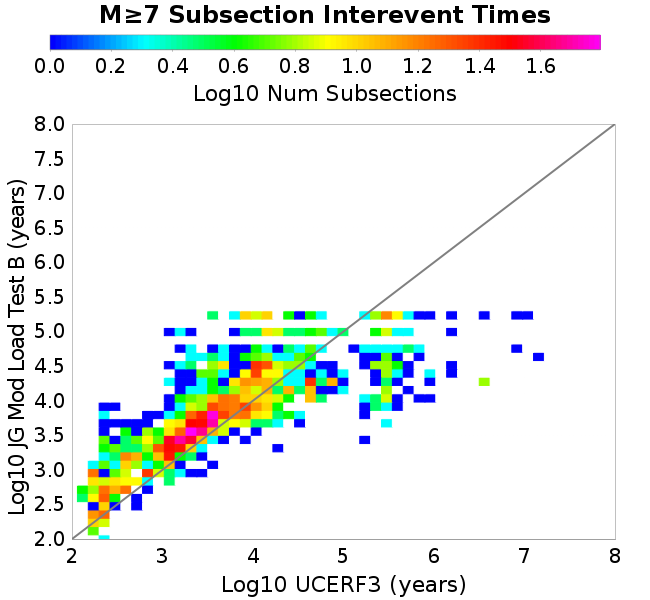 M≥7 Subsection Interevent Times
0.0 0.2 0.4 0.6 0.8 1.0 1.2 1.4 1.6
Log10 Num Subsections
8.0
7.5
7.0
6.5
6.0
5.5
5.0
4.5
4.0
3.5
3.0
2.5
2.0
Log10 JG Mod Load Test B (years)
2 3 4 5 6 7 8
Log10 UCERF3 (years)